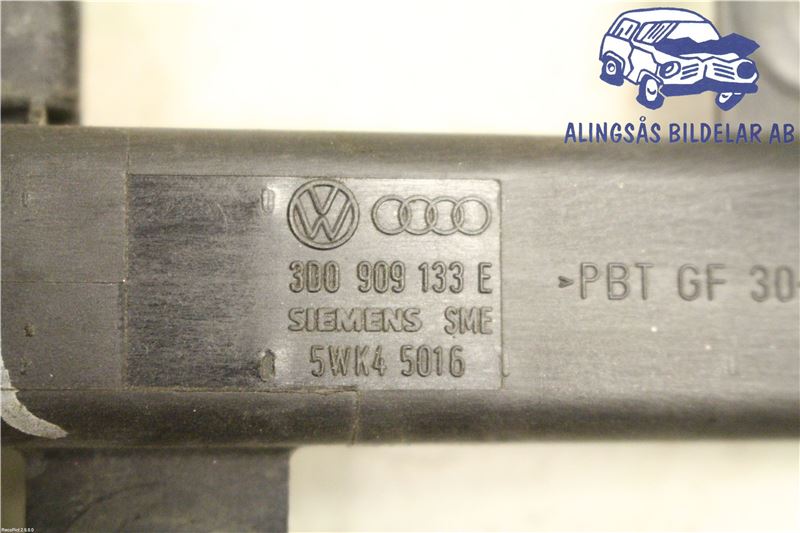 ALINGSÅS BILDELAR AB
3D0 909 133 E
SIEMENS SME
5WK4 5016
>PBT GF 30